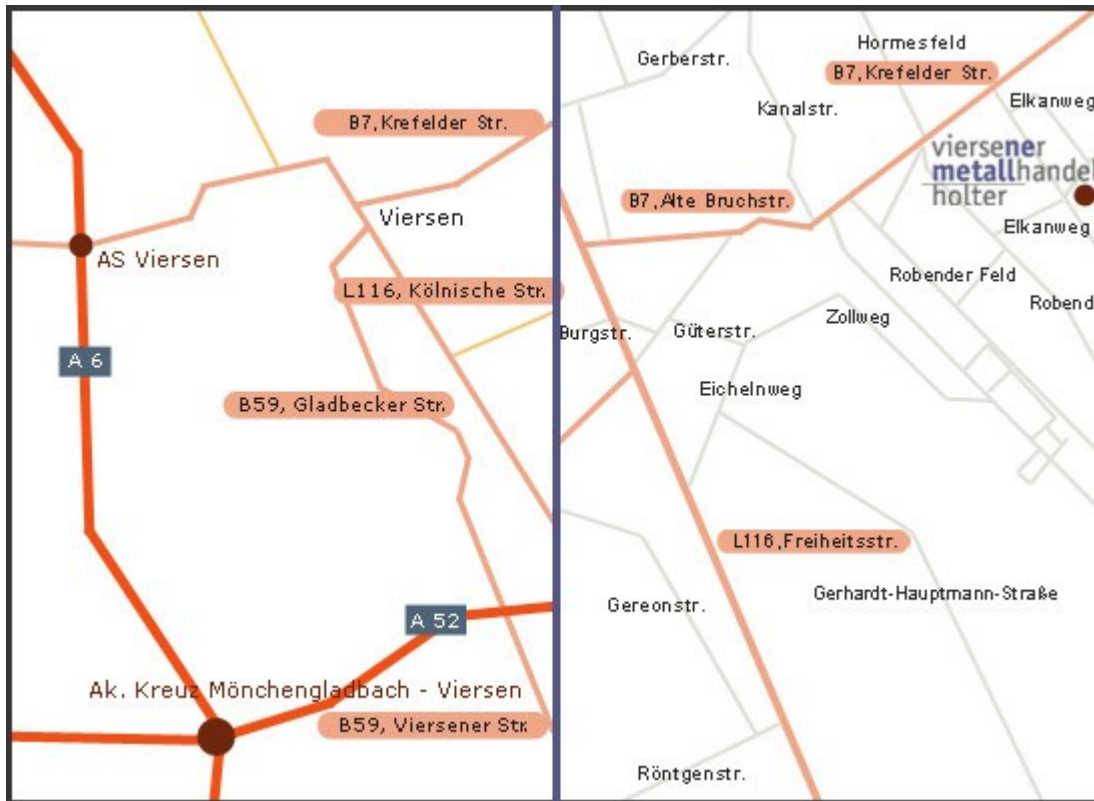 B7, Krefelder Str.
Viersen
AS Viersen
L116, Kölnische Str.
A 6
B59, Gladbecker Str.
A 52
Ak. Kreuz Mönchengladbach - Viersen
B59, Viersener Str.
Hormesfeld
Gerberstr.
B7,Krefelder Str.
Kanalstr.
Elkanweg
viersener
metallhandel
holter
B7,Alte Bruchstr.
Elkanweg
Robender Feld
Robend
Zollweg
Burgstr.
Güterstr.
Eichelnweg
L116,Freiheitsstr.
Gerhardt-Hauptmann-Straße
Gereonstr.
Röntgenstr.